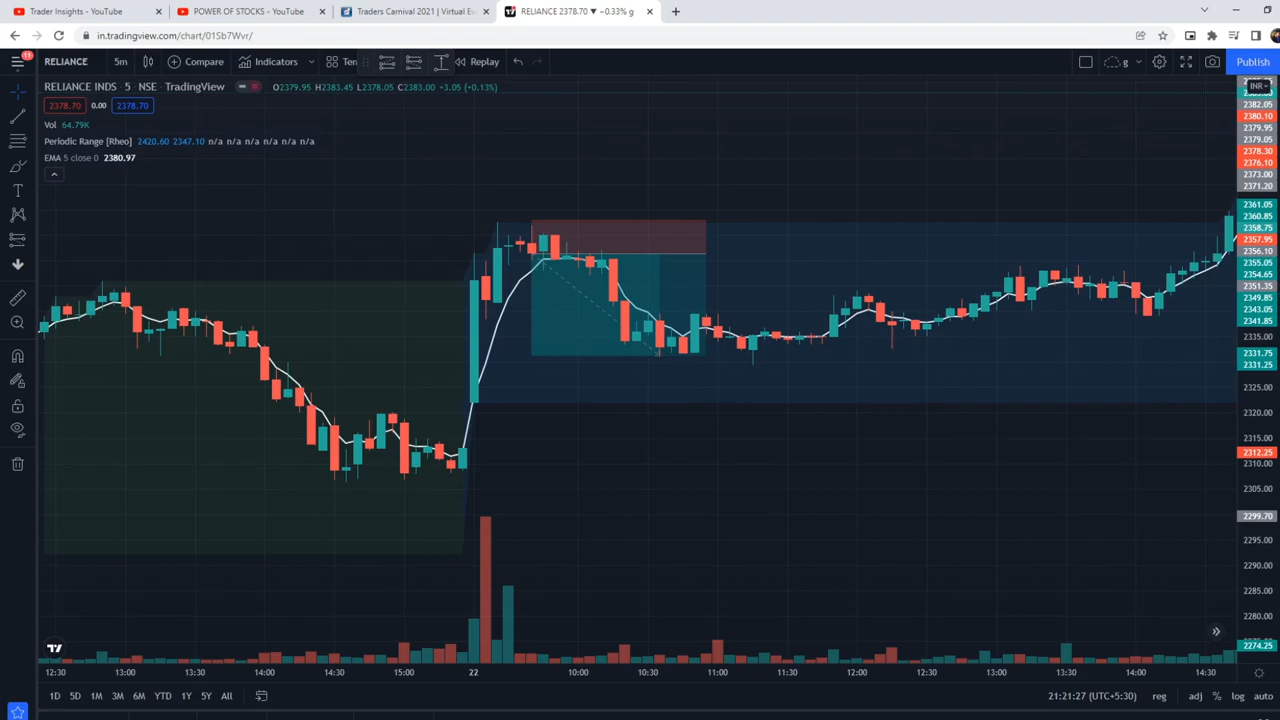 Trader Insights - YouTube
POWER OF STOCKS - YouTube
Traders Carnival 2021 | Virtual Ev
RELIANCE 2378.70 ▼ −0.33% g
in.tradingview.com/chart/01Sb7Wvr/
11
RELIANCE 5m Compare Indicators Tem Replay g Publish
RELIANCE INDS · 5 · NSE TradingView O2379.95 H2383.45 L2378.05 C2383.00 +3.05 (+0.13%)
2378.70 0.00 2378.70
Vol 64.79K
Periodic Range [Rheo] 2420.60 2347.10 n/a n/a n/a n/a n/a n/a
EMA 5 close 0 2380.97
INR
2382.05
2380.10
2379.95
2379.05
2378.30
2376.10
2373.00
2371.20
2361.05
2360.85
2358.75
2357.95
2356.10
2355.05
2354.65
2351.35
2349.85
2343.05
2341.85
2335.00
2331.75
2331.25
2325.00
2320.00
2315.00
2312.25
2310.00
2305.00
2299.70
2295.00
2290.00
2285.00
2280.00
2274.25
12:30 13:00 13:30 14:00 14:30 15:00 22 10:00 10:30 11:00 11:30 12:00 12:30 13:00 13:30 14:00 14:30
1D 5D 1M 3M 6M YTD 1Y 5Y All 21:21:27 (UTC+5:30) reg adj % log auto